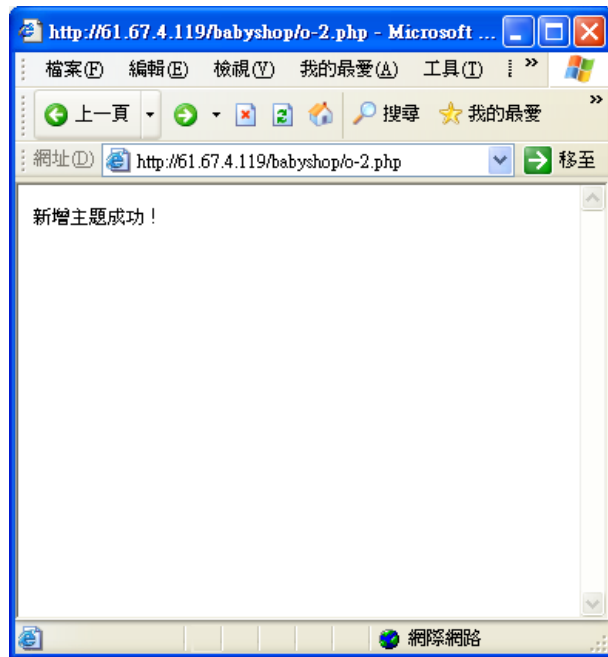 http://61.67.4.119/babyshop/o-2.php - Microsoft ...
檔案(F) 編輯(E) 檢視(V) 我的最愛(A) 工具(T) »
上一頁 搜尋 我的最愛 »
網址(D) http://61.67.4.119/babyshop/o-2.php 移至
新增主題成功！
網際網路